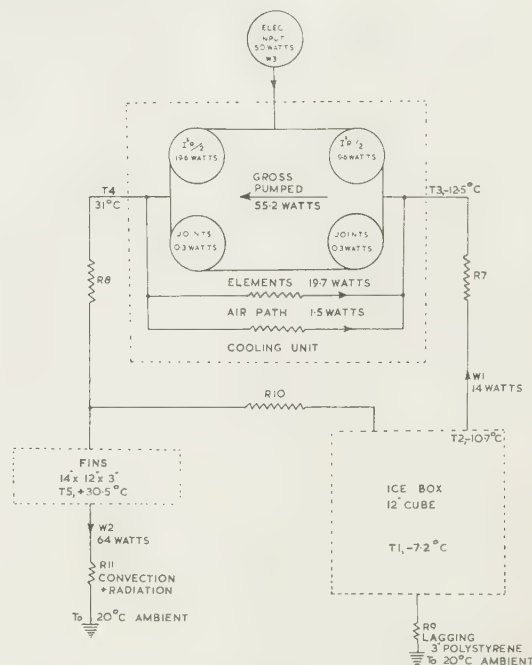 ELEC
INPUT
50 WATTS
W3
I²R/2
19.6 WATTS
I²R/2
19.6 WATTS
GROSS
PUMPED
55.2 WATTS
T4
31°C
T3,-12.5°C
JOINTS
0.3 WATTS
JOINTS
0.3 WATTS
R8
R7
ELEMENTS 19.7 WATTS
AIR PATH 1.5 WATTS
COOLING UNIT
W1
14 WATTS
R10
T2,-10.7°C
FINS
14" x 12" x 3"
T5,+30.5°C
ICE BOX
12" CUBE
T1,-7.2°C
W2
64 WATTS
R11
CONVECTION
+ RADIATION
To 20°C AMBIENT
R9
LAGGING
3" POLYSTYRENE
To 20°C AMBIENT